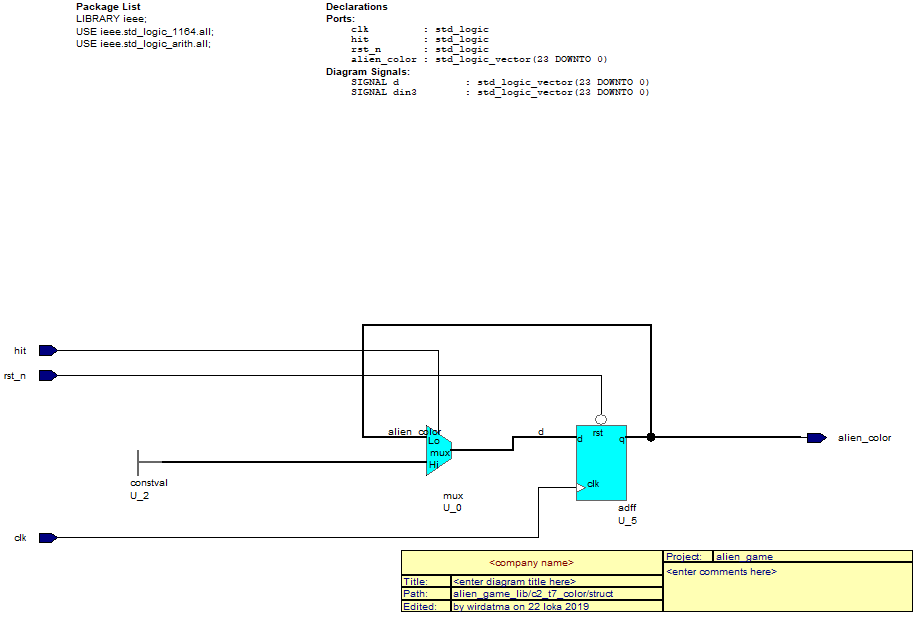 Package List
LIBRARY ieee;
USE ieee.std_logic_1164.all;
USE ieee.std_logic_arith.all;
Declarations
Ports:
clk : std_logic
hit : std_logic
rst_n : std_logic
alien_color : std_logic_vector(23 DOWNTO 0)
Diagram Signals:
SIGNAL d : std_logic_vector(23 DOWNTO 0)
SIGNAL din3 : std_logic_vector(23 DOWNTO 0)
hit
rst_n
alien_color
Lo
mux
Hi
d
d
rst
q
clk
alien_color
constval
U_2
mux
U_0
adff
U_5
clk
<company name>
Title: <enter diagram title here>
Path: alien_game_lib/c2_t7_color/struct
Edited: by wirdatma on 22 loka 2019
Project: alien_game
<enter comments here>